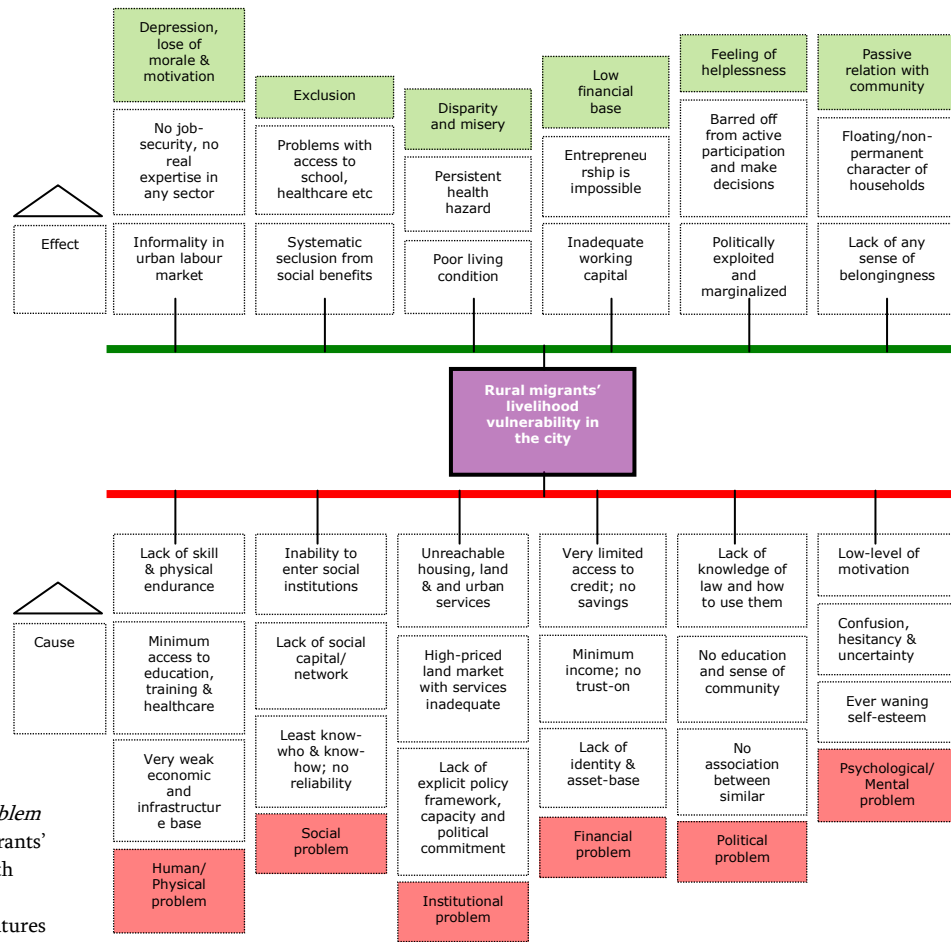 Depression,
lose of
morale &
motivation
No job-
security, no
real
expertise in
any sector
Informality in
urban labour
market
Exclusion
Problems with
access to
school,
healthcare etc
Systematic
seclusion from
social benefits
Disparity
and misery
Persistent
health
hazard
Poor living
condition
Low
financial
base
Entrepreneu
rship is
impossible
Inadequate
working
capital
Feeling of
helplessness
Barred off
from active
participation
and make
decisions
Politically
exploited
and
marginalized
Passive
relation with
community
Floating/non-
permanent
character of
households
Lack of any
sense of
belongingness
Effect
Rural migrants’
livelihood
vulnerability in
the city
Cause
Lack of skill
& physical
endurance
Minimum
access to
education,
training &
healthcare
Very weak
economic
and
infrastructur
e base
Human/
Physical
problem
Inability to
enter social
institutions
Lack of social
capital/
network
Least know-
who & know-
how; no
reliability
Social
problem
Unreachable
housing, land
& and urban
services
High-priced
land market
with services
inadequate
Lack of
explicit policy
framework,
capacity and
political
commitment
Institutional
problem
Very limited
access to
credit; no
savings
Minimum
income; no
trust-on
Lack of
identity &
asset-base
Financial
problem
Lack of
knowledge of
law and how
to use them
No education
and sense of
community
No
association
between
similar
Political
problem
Low-level of
motivation
Confusion,
hesitancy &
uncertainty
Ever waning
self-esteem
Psychological/
Mental
problem
blem
rants’
th
tures